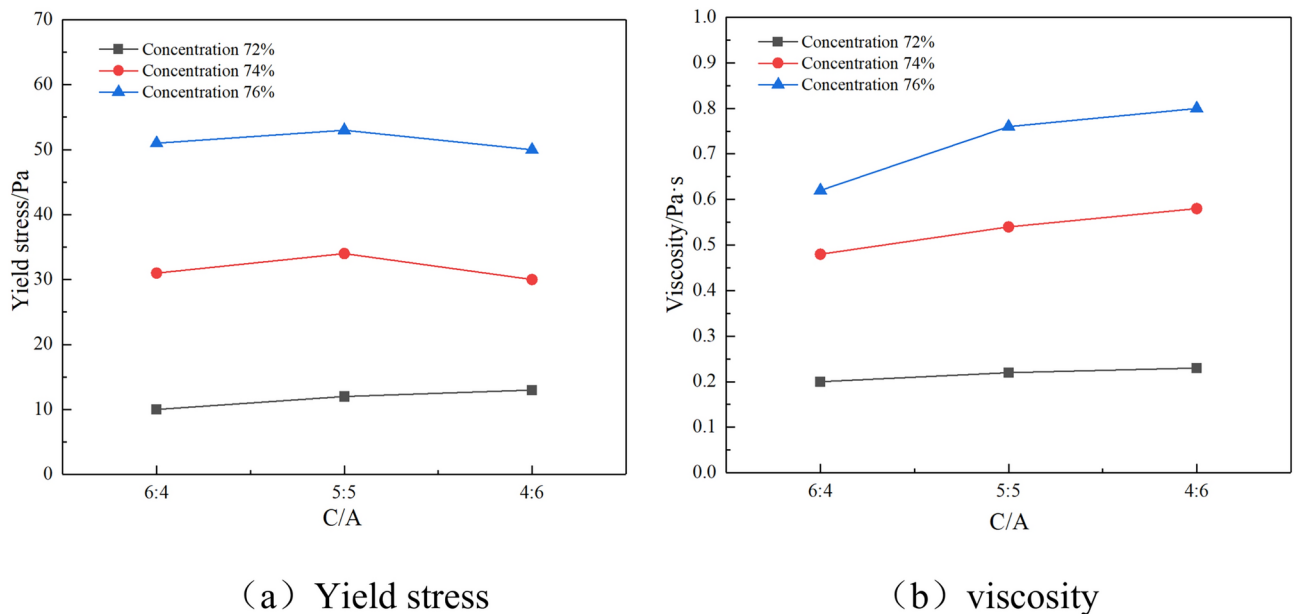 70
60
50
40
30
20
10
0
Yield stress/Pa
Concentration 72%
Concentration 74%
Concentration 76%
6:4 5:5 4:6
C/A
(a) Yield stress
1.0
0.9
0.8
0.7
0.6
0.5
0.4
0.3
0.2
0.1
0.0
Viscosity/Pa·s
Concentration 72%
Concentration 74%
Concentration 76%
6:4 5:5 4:6
C/A
(b) viscosity